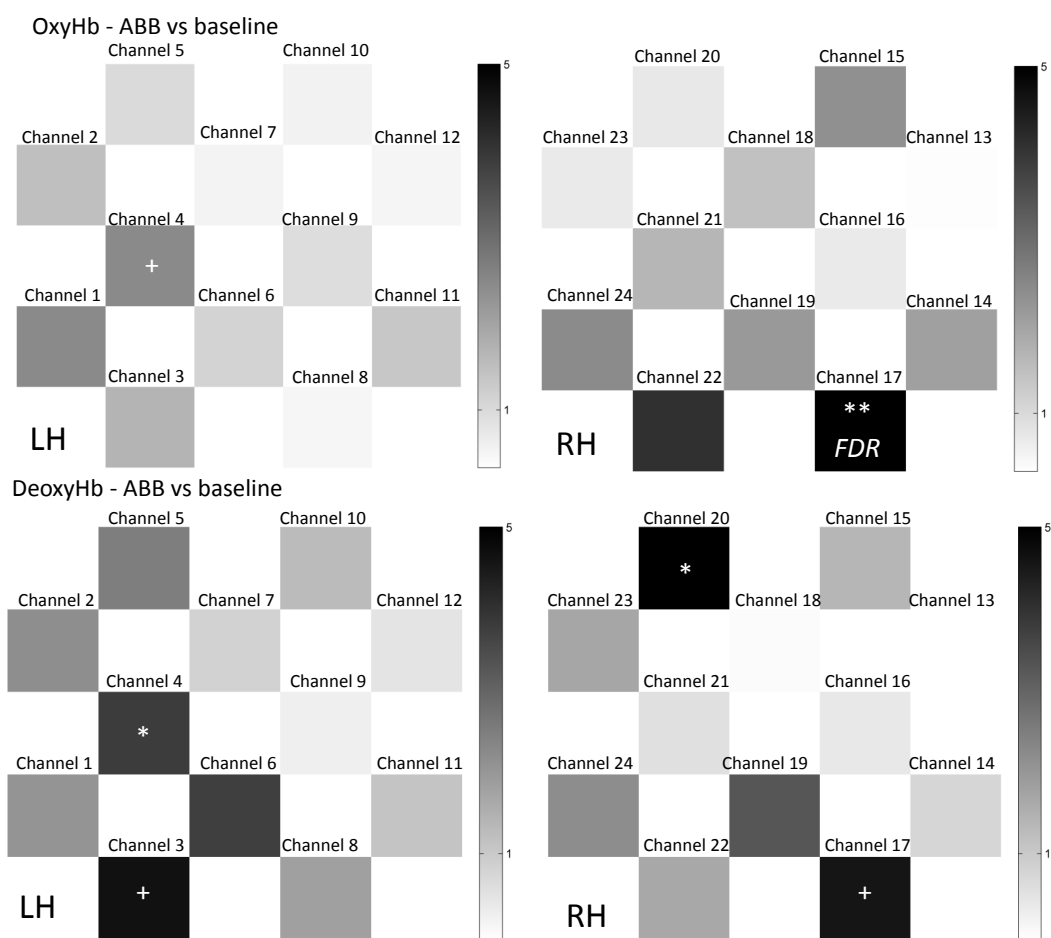 OxyHb - ABB vs baseline
Channel 5 Channel 10
5
Channel 2 Channel 7 Channel 12
Channel 4 Channel 9
+
Channel 1 Channel 6 Channel 11
Channel 3 Channel 8
1
LH
Channel 20 Channel 15
5
Channel 23 Channel 18 Channel 13
Channel 21 Channel 16
Channel 24 Channel 19 Channel 14
Channel 22 Channel 17
1
**
FDR
RH
DeoxyHb - ABB vs baseline
Channel 5 Channel 10
5
Channel 2 Channel 7 Channel 12
Channel 4 Channel 9
*
Channel 1 Channel 6 Channel 11
Channel 3 Channel 8
1
+
LH
Channel 20 Channel 15
5
*
Channel 23 Channel 18 Channel 13
Channel 21 Channel 16
Channel 24 Channel 19 Channel 14
Channel 22 Channel 17
1
+
RH